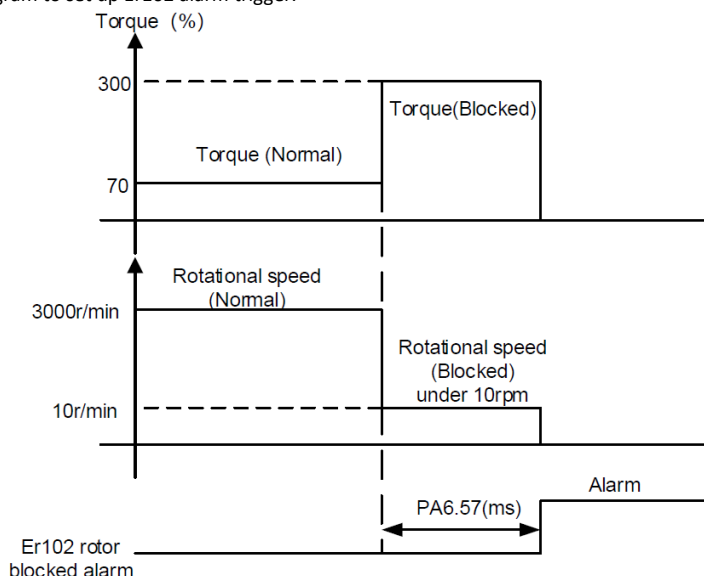 Torque (%)
300
Torque(Blocked)
Torque (Normal)
70
Rotational speed
(Normal)
3000r/min
Rotational speed
(Blocked)
under 10rpm
10r/min
Alarm
PA6.57(ms)
Er102 rotor
blocked alarm